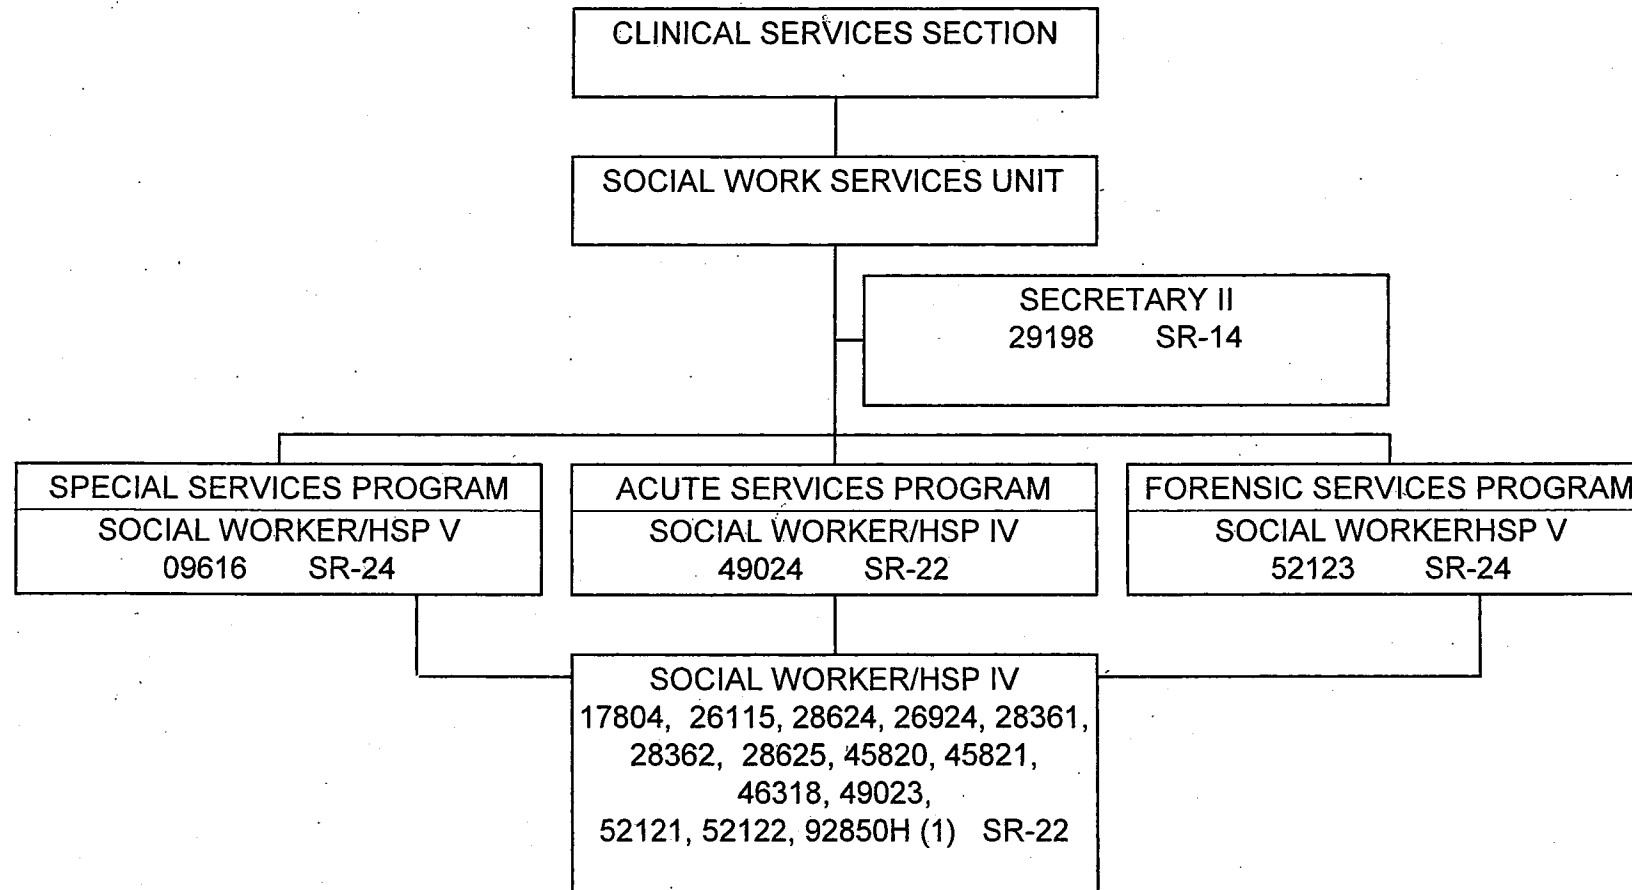 CLINICAL SERVICES SECTION
SOCIAL WORK SERVICES UNIT
SECRETARY II
29198 SR-14
SPECIAL SERVICES PROGRAM
SOCIAL WORKER/HSP V
09616 SR-24
ACUTE SERVICES PROGRAM
SOCIAL WORKER/HSP IV
49024 SR-22
FORENSIC SERVICES PROGRAM
SOCIAL WORKERHSP V
52123 SR-24
SOCIAL WORKER/HSP IV
17804, 26115, 28624, 26924, 28361,
28362, 28625, 45820, 45821,
46318, 49023,
52121, 52122, 92850H (1) SR-22